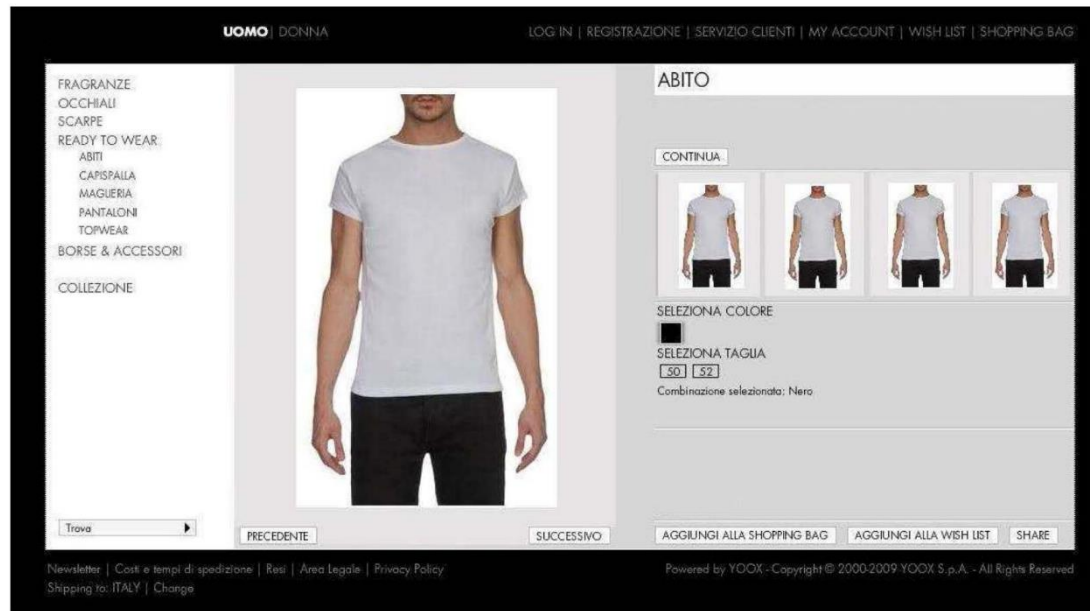 UOMO | DONNA
LOG IN | REGISTRAZIONE | SERVIZIO CLIENTI | MY ACCOUNT | WISH LIST | SHOPPING BAG
FRAGRANZE
OCCHIALI
SCARPE
READY TO WEAR
ABITI
CAPISPALLA
MAGLIERIA
PANTALONI
TOPWEAR
BORSE & ACCESSORI
COLLEZIONE
Trova
PRECEDENTE
SUCCESSIVO
ABITO
CONTINUA
SELEZIONA COLORE
SELEZIONA TAGLIA
50 52
Combinazione selezionata: Nero
AGGIUNGI ALLA SHOPPING BAG AGGIUNGI ALLA WISH LIST SHARE
Newsletter | Costi e tempi di spedizione | Resi | Area Legale | Privacy Policy
Shipping to: ITALY | Change
Powered by YOOX - Copyright © 2000-2009 YOOX S.p.A. - All Rights Reserved